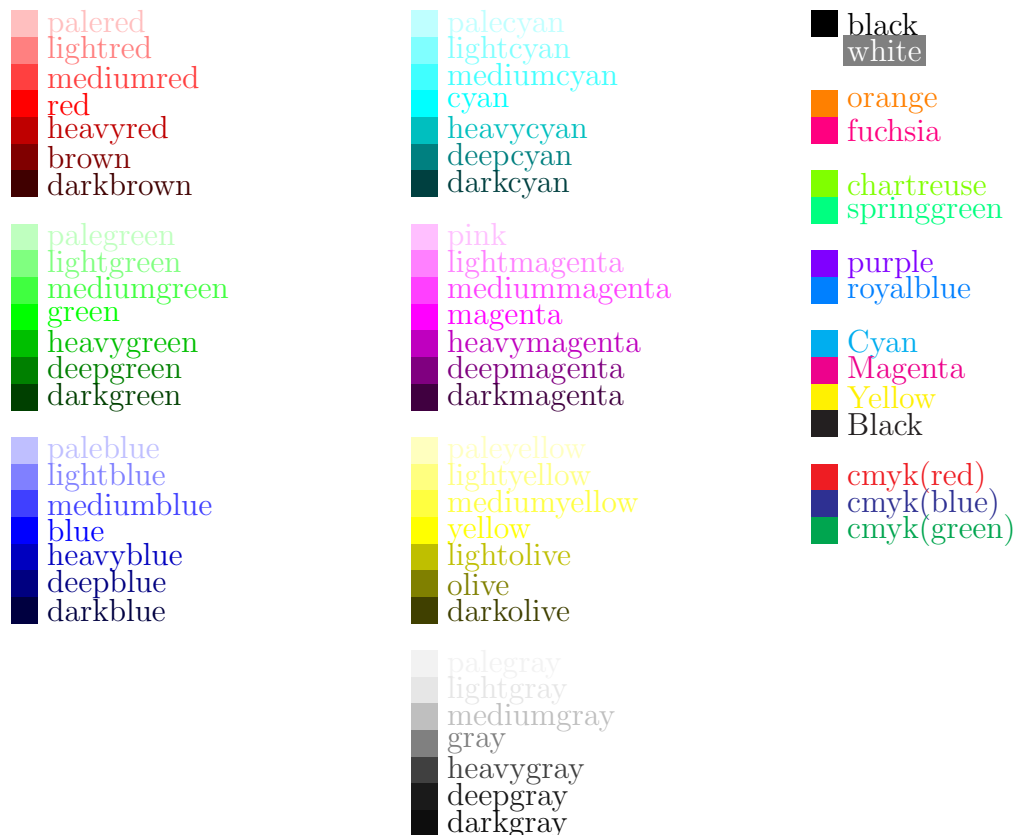 palered
lightred
mediumred
red
heavyred
brown
darkbrown
palegreen
lightgreen
mediumgreen
green
heavygreen
deepgreen
darkgreen
paleblue
lightblue
mediumblue
blue
heavyblue
deepblue
darkblue
palecyan
lightcyan
mediumcyan
cyan
heavycyan
deepcyan
darkcyan
pink
lightmagenta
mediummagenta
magenta
heavymagenta
deepmagenta
darkmagenta
paleyellow
lightyellow
mediumyellow
yellow
lightolive
olive
darkolive
palegray
lightgray
mediumgray
gray
heavygray
deepgray
darkgray
black
white
orange
fuchsia
chartreuse
springgreen
purple
royalblue
Cyan
Magenta
Yellow
Black
cmyk(red)
cmyk(blue)
cmyk(green)